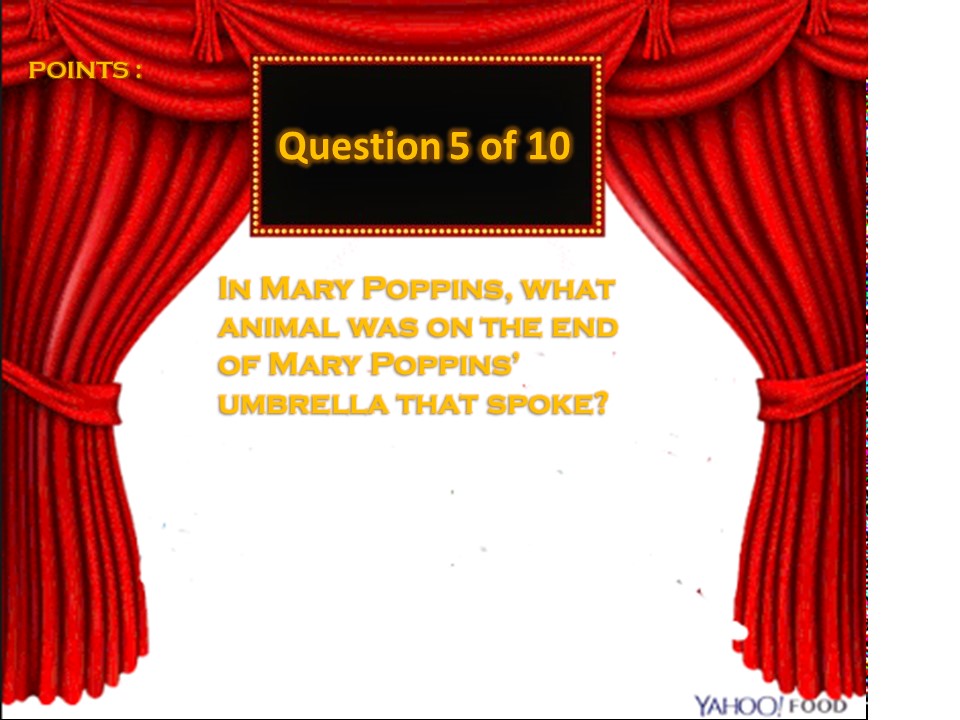 POINTS :
Question 5 of 10
In Mary Poppins, what
animal was on the end
of Mary Poppins’
umbrella that spoke?
YAHOO! FOOD